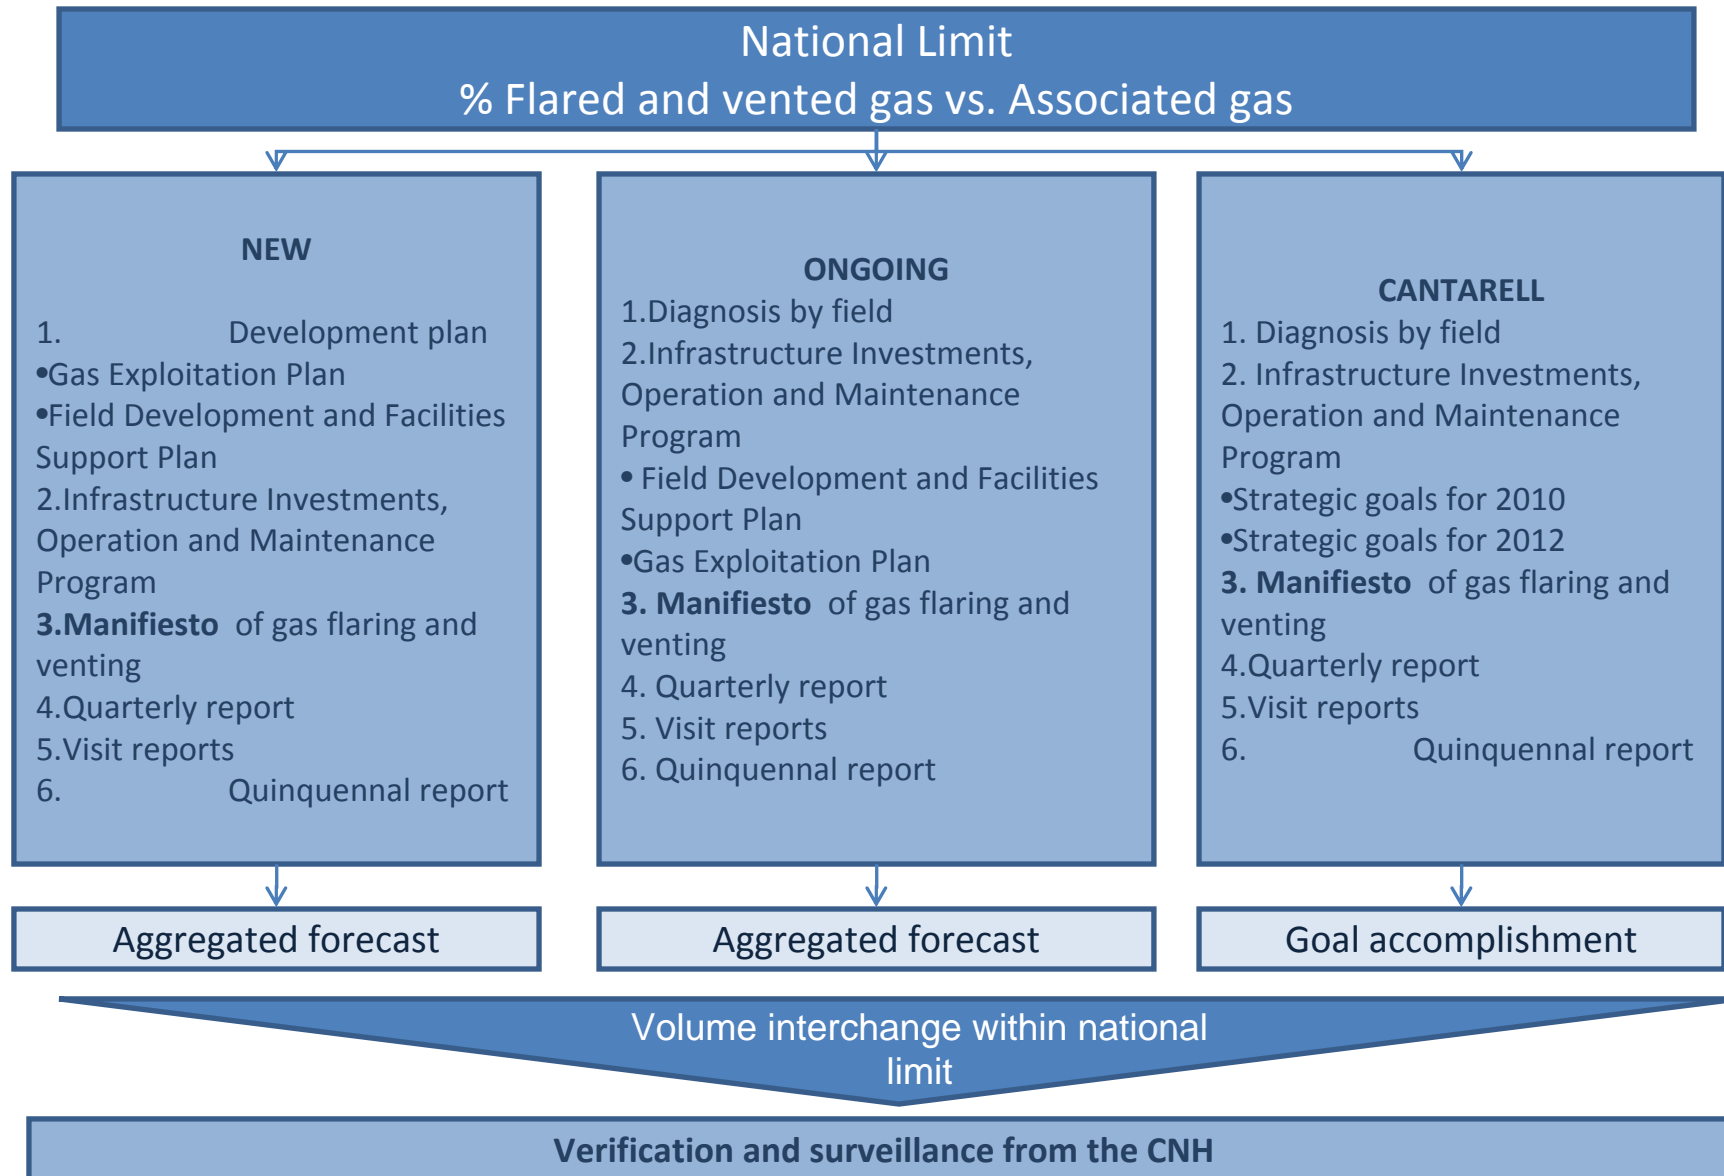 National Limit
% Flared and vented gas vs. Associated gas
NEW
1. Development plan
•Gas Exploitation Plan
•Field Development and Facilities
Support Plan
2.Infrastructure Investments,
Operation and Maintenance
Program
3.Manifiesto of gas flaring and
venting
4.Quarterly report
5.Visit reports
6. Quinquennal report
ONGOING
1.Diagnosis by field
2.Infrastructure Investments,
Operation and Maintenance
Program
• Field Development and Facilities
Support Plan
•Gas Exploitation Plan
3. Manifiesto of gas flaring and
venting
4. Quarterly report
5. Visit reports
6. Quinquennal report
CANTARELL
1. Diagnosis by field
2. Infrastructure Investments,
Operation and Maintenance
Program
•Strategic goals for 2010
•Strategic goals for 2012
3. Manifiesto of gas flaring and
venting
4.Quarterly report
5.Visit reports
6. Quinquennal report
Aggregated forecast
Aggregated forecast
Goal accomplishment
Volume interchange within national
limit
Verification and surveillance from the CNH